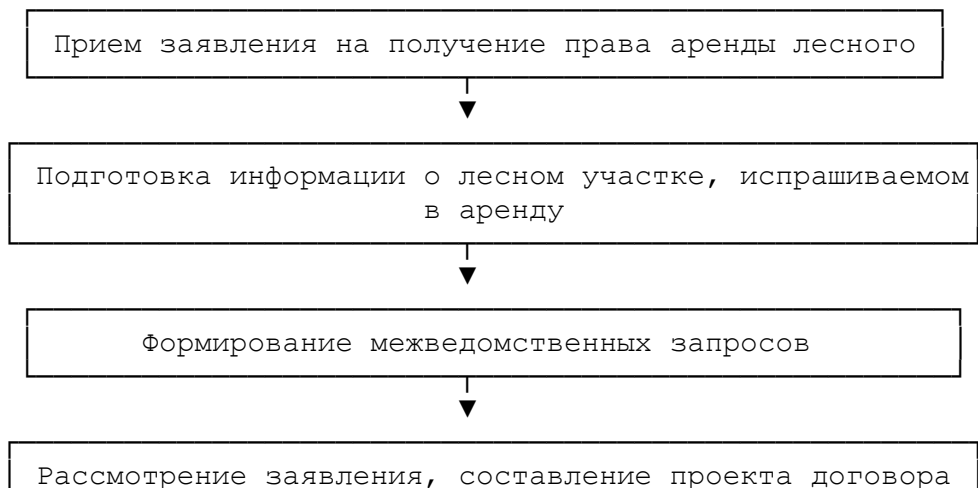 Прием заявления на получение права аренды лесного
Подготовка информации о лесном участке, испрашиваемом
в аренду
Формирование межведомственных запросов
Рассмотрение заявления, составление проекта договора